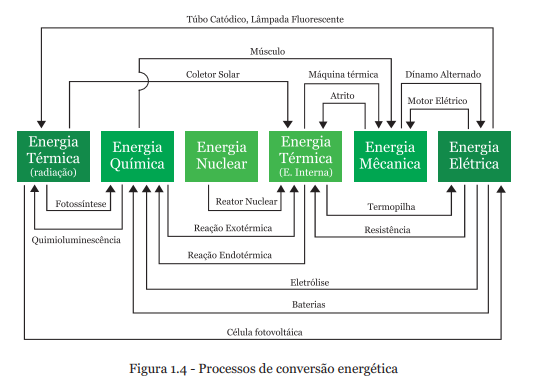 Túbo Catódico, Lâmpada Fluorescente
Músculo
Coletor Solar
Máquina térmica
Dínamo Alternado
Atrito
Motor Elétrico
Energia
Térmica
(radiação)
Energia
Química
Energia
Nuclear
Energia
Térmica
(E. Interna)
Energia
Mêcanica
Energia
Elétrica
Fotossíntese
Reator Nuclear
Termopilha
Quimioluminescência
Reação Exotérmica
Resistência
Reação Endotérmica
Eletrólise
Baterias
Célula fotovoltáica
Figura 1.4 - Processos de conversão energética